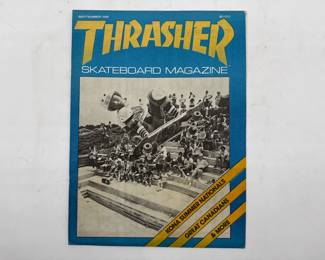 THRASHER
SKATEBOARD MAGAZINE
KONA SUMMER NATIONALS
GREAT CANADIANS
& MORE